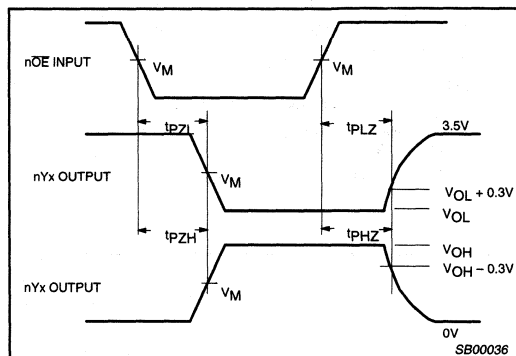 nOE INPUT
VM
VM
tPZL
tPLZ
3.5V
nYx OUTPUT
VM
VOL + 0.3V
VOL
tPZH
tPHZ
VOH
VOH – 0.3V
nYx OUTPUT
VM
0V
SB00036